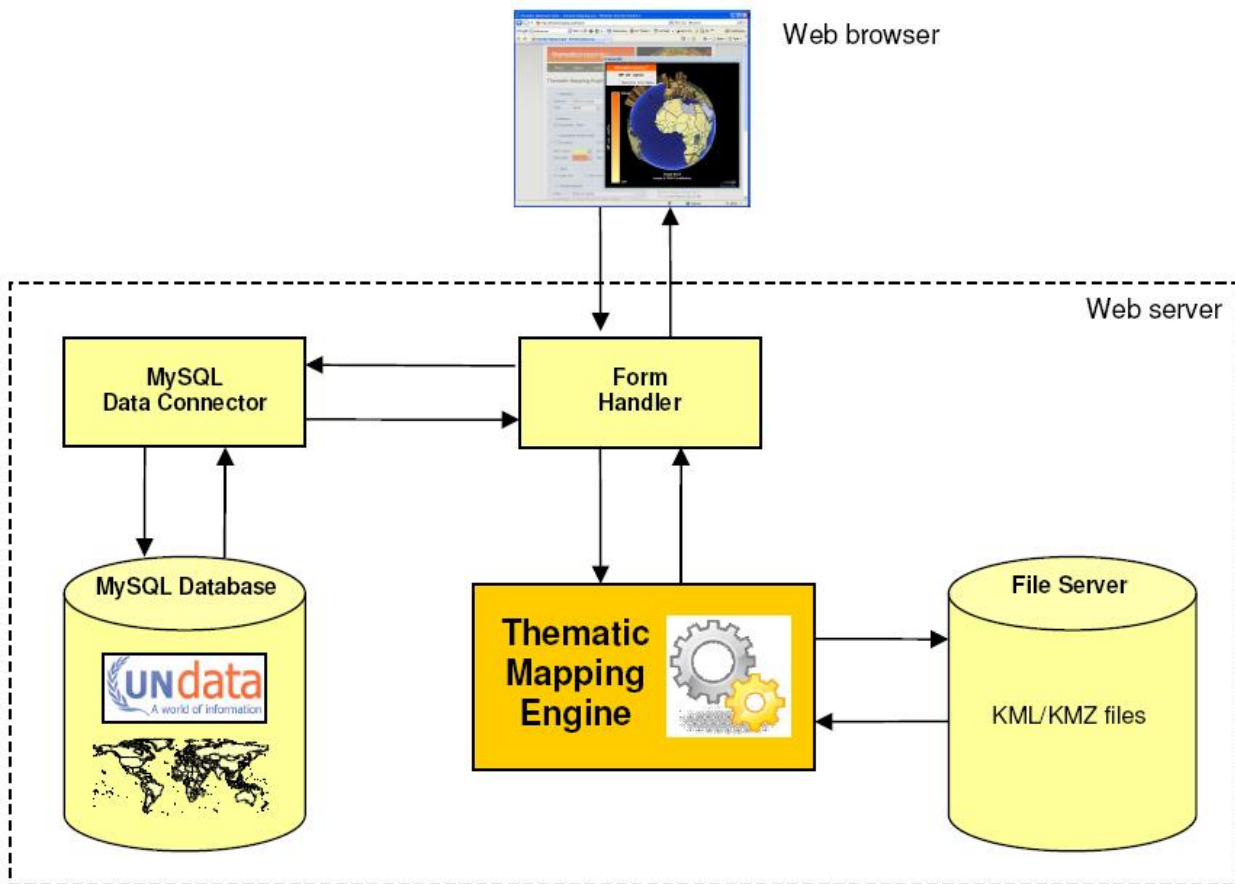 Web browser
Web server
MySQL
Data Connector
Form
Handler
MySQL Database
UNdata
A world of information
Thematic
Mapping
Engine
File Server
KML/KMZ files